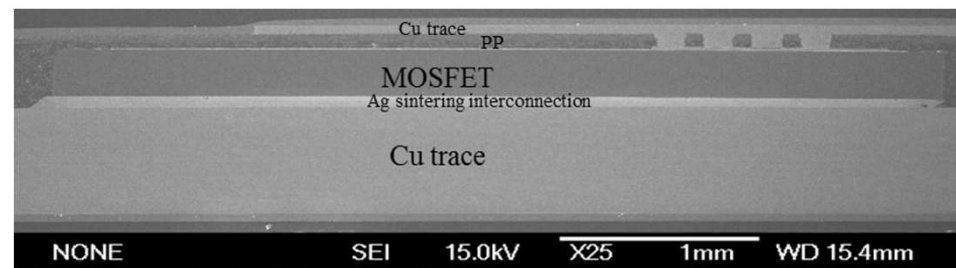 Cu trace
PP
MOSFET
Ag sintering interconnection
Cu trace
NONE SEI 15.0kV X25 1mm WD 15.4mm